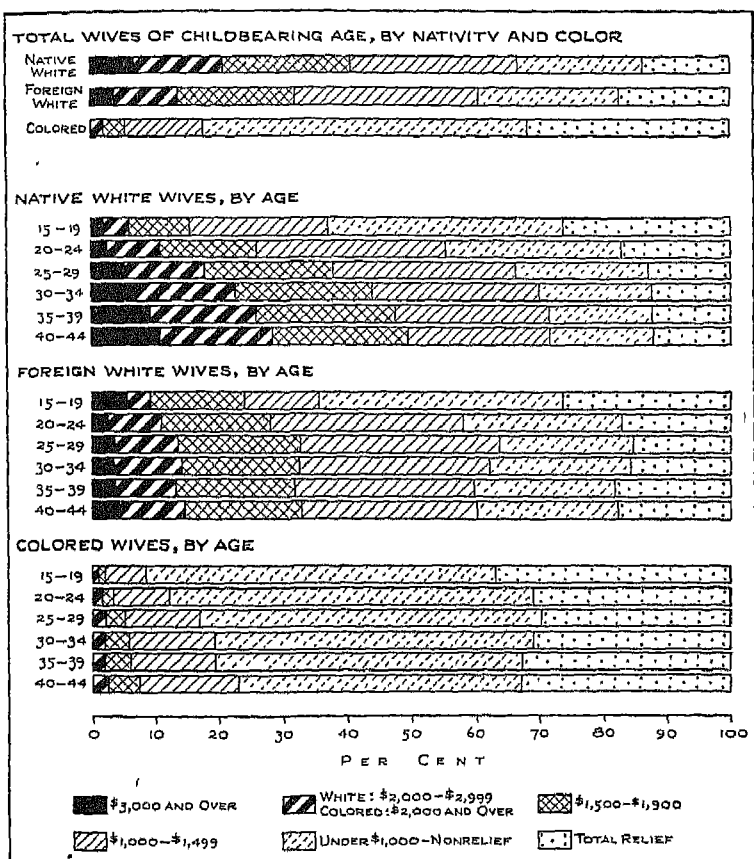 TOTAL WIVES OF CHILDBEARING AGE, BY NATIVITY AND COLOR
NATIVE
WHITE
FOREIGN
WHITE
COLORED
NATIVE WHITE WIVES, BY AGE
15-19
20-24
25-29
30-34
35-39
40-44
FOREIGN WHITE WIVES, BY AGE
15-19
20-24
25-29
30-34
35-39
40-44
COLORED WIVES, BY AGE
15-19
20-24
25-29
30-34
35-39
40-44
0 10 20 30 40 50 60 70 80 90 100
PER CENT
$3,000 AND OVER
WHITE: $2,000-$2,999
COLORED: $2,000 AND OVER
$1,500-$1,900
$1,000-$1,499
UNDER $1,000-NONRELIEF
TOTAL RELIEF